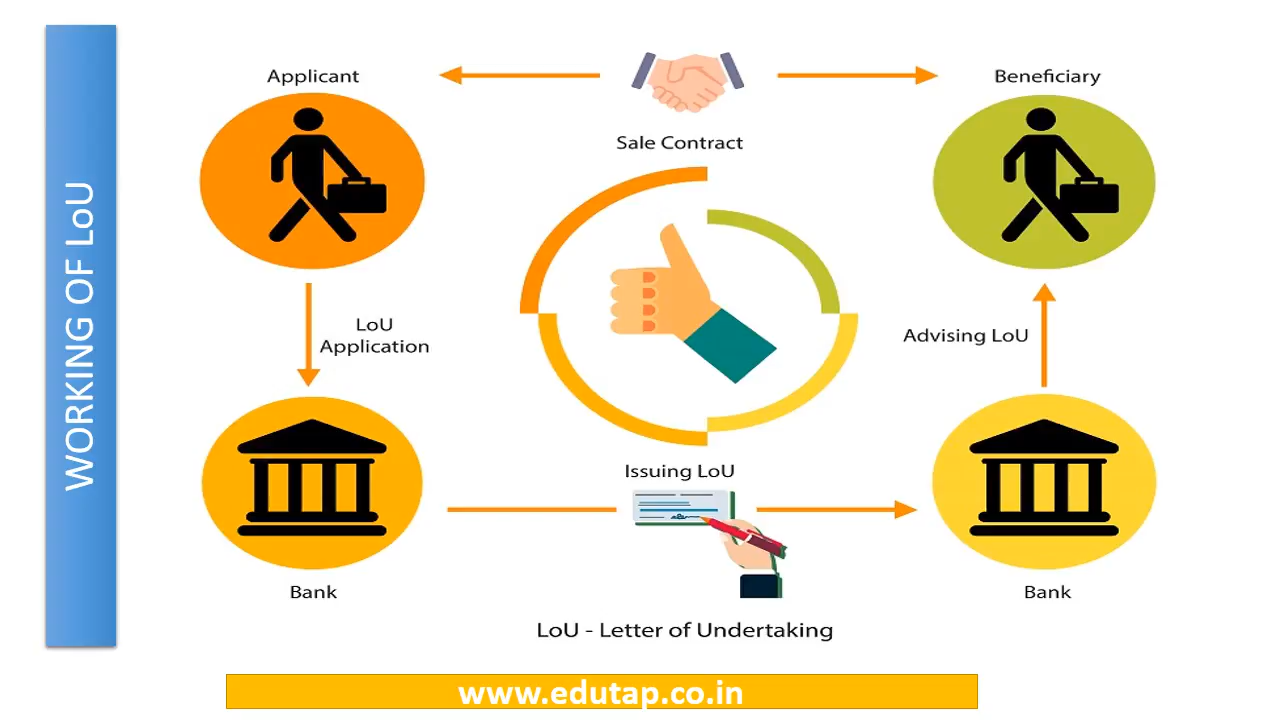 WORKING OF LoU
Applicant
Beneficiary
Sale Contract
LoU
Application
Advising LoU
Issuing LoU
Bank
Bank
LoU - Letter of Undertaking
www.edutap.co.in